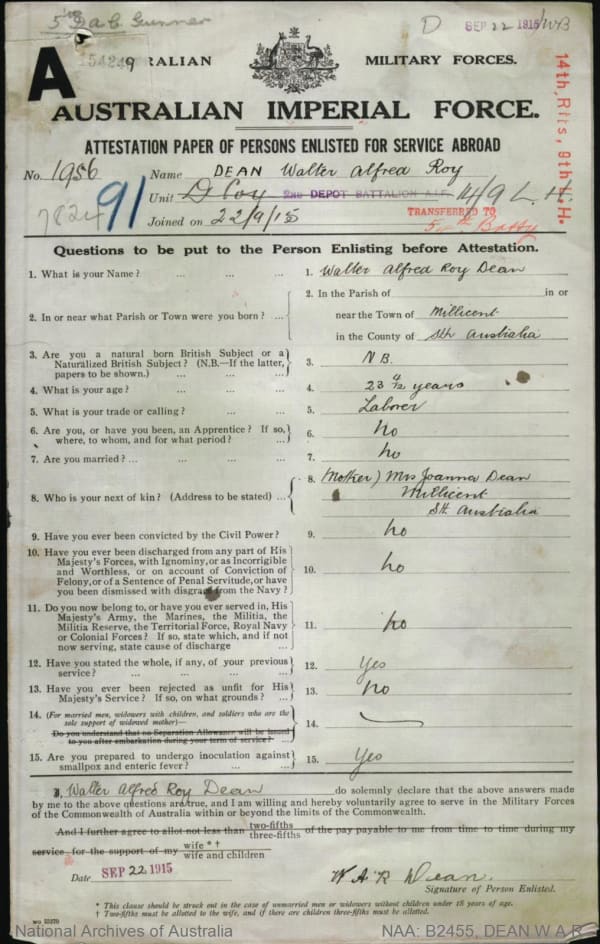 5th F.A.B. Gunner
D SEP 22 1915 WB
A
54249
AUSTRALIAN MILITARY FORCES.
AUSTRALIAN IMPERIAL FORCE.
14th, Rfts, 9th L.H.
ATTESTATION PAPER OF PERSONS ENLISTED FOR SERVICE ABROAD
No. 1956 Name DEAN Walter Alfred Roy
Unit D Coy 2ND DEPOT BATTALION A.I.F. 14/9 L.H.
7824 91
TRANSFERRED TO
Joined on 22/9/15
Batty
Questions to be put to the Person Enlisting before Attestation.
1. What is your Name? ... ... ... 1. Walter Alfred Roy Dean
2. In or near what Parish or Town were you born? ... 2. In the Parish of in or
near the Town of Millicent
in the County of Sth Australia
3. Are you a natural born British Subject or a
Naturalized British Subject? (N.B.—If the latter,
papers to be shown.) ... ... 3. N.B.
4. What is your age? ... ... ... 4. 23 4/12 years
5. What is your trade or calling? ... ... 5. Laborer
6. Are you, or have you been, an Apprentice? If so,
where, to whom, and for what period? ... 6. No
7. Are you married? ... ... ... ... 7. No
8. Who is your next of kin? (Address to be stated) ... 8. (Mother) Mrs Joanna Dean
Millicent
Sth Australia
9. Have you ever been convicted by the Civil Power? 9. No
10. Have you ever been discharged from any part of His
Majesty's Forces, with Ignominy, or as Incorrigible
and Worthless, or on account of Conviction of
Felony, or of a Sentence of Penal Servitude, or have
you been dismissed with disgrace from the Navy? 10. No
11. Do you now belong to, or have you ever served in, His
Majesty's Army, the Marines, the Militia, the
Militia Reserve, the Territorial Force, Royal Navy
or Colonial Forces? If so, state which, and if not
now serving, state cause of discharge ... 11. No
12. Have you stated the whole, if any, of your previous
service? ... ... ... ... 12. Yes
13. Have you ever been rejected as unfit for His
Majesty's Service? If so, on what grounds? ... 13. No
14. (For married men, widowers with children, and soldiers who are the
sole support of widowed mother)—
Do you understand that no Separation Allowance will be issued
to you after embarkation during your term of service? ... 14.
15. Are you prepared to undergo inoculation against
smallpox and enteric fever? ... ... 15. Yes
I, Walter Alfred Roy Dean do solemnly declare that the above answers made
by me to the above questions are true, and I am willing and hereby voluntarily agree to serve in the Military Forces
of the Commonwealth of Australia within or beyond the limits of the Commonwealth.
And I further agree to allot not less than two-fifths three-fifths of the pay payable to me from time to time during my
service for the support of my wife * † wife and children
Date SEP 22 1915
W. A. R Dean.
Signature of Person Enlisted.
* This clause should be struck out in the case of unmarried men or widowers without children under 18 years of age.
† Two-fifths must be allotted to the wife, and if there are children three-fifths must be allotted.
National Archives of Australia NAA: B2455, DEAN W A R